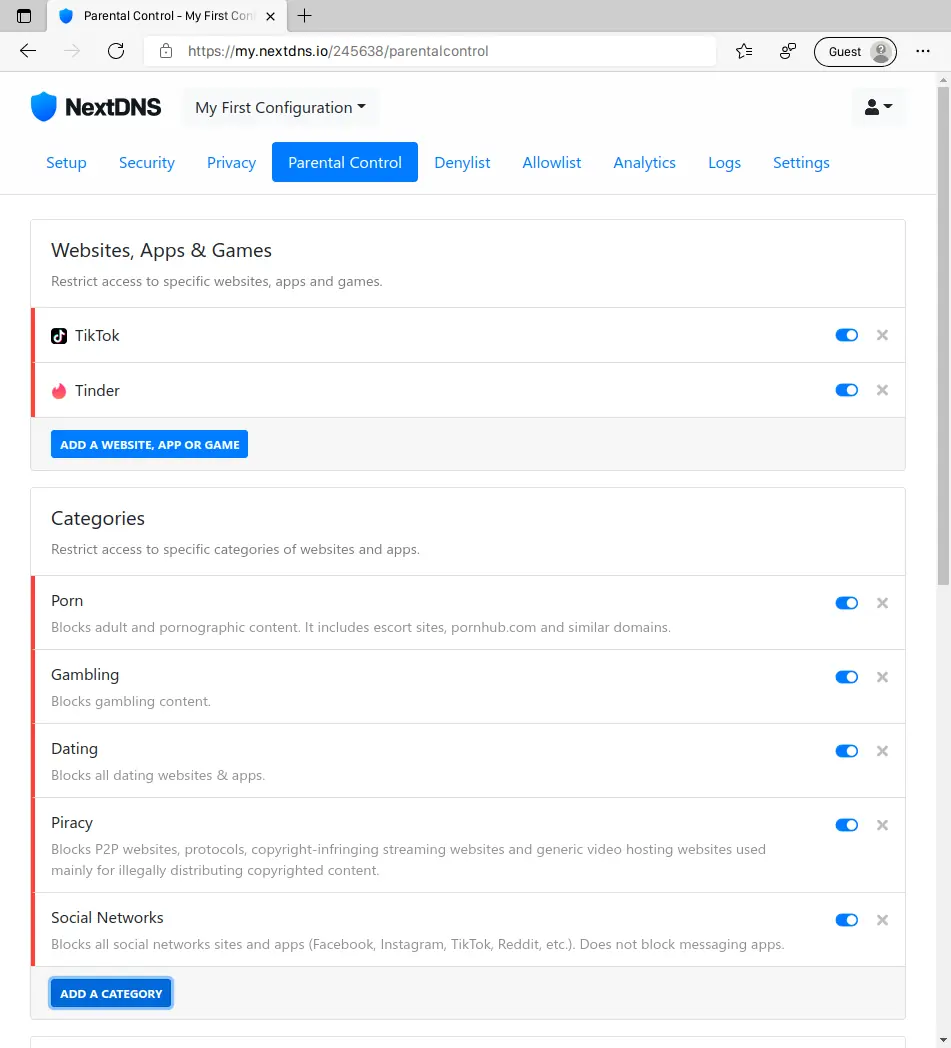 Parental Control - My First Con
https://my.nextdns.io/245638/parentalcontrol
Guest
NextDNS
My First Configuration
Setup
Security
Privacy
Parental Control
Denylist
Allowlist
Analytics
Logs
Settings
Websites, Apps & Games
Restrict access to specific websites, apps and games.
TikTok
Tinder
ADD A WEBSITE, APP OR GAME
Categories
Restrict access to specific categories of websites and apps.
Porn
Blocks adult and pornographic content. It includes escort sites, pornhub.com and similar domains.
Gambling
Blocks gambling content.
Dating
Blocks all dating websites & apps.
Piracy
Blocks P2P websites, protocols, copyright-infringing streaming websites and generic video hosting websites used
mainly for illegally distributing copyrighted content.
Social Networks
Blocks all social networks sites and apps (Facebook, Instagram, TikTok, Reddit, etc.). Does not block messaging apps.
ADD A CATEGORY